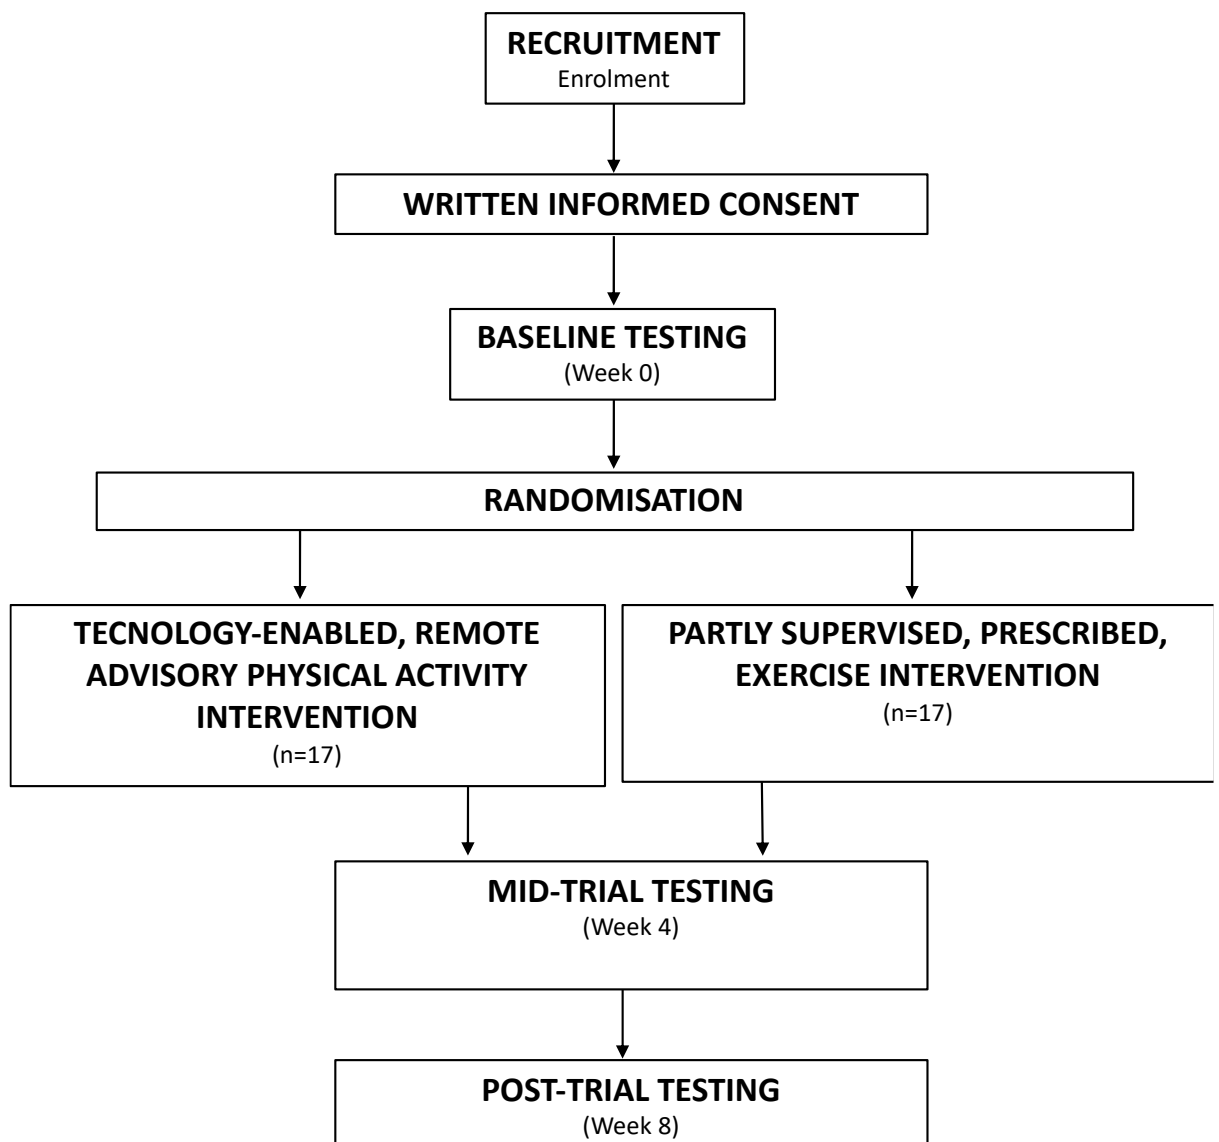 RECRUITMENT
Enrolment
WRITTEN INFORMED CONSENT
BASELINE TESTING
(Week 0)
RANDOMISATION
TECNOLOGY-ENABLED, REMOTE
ADVISORY PHYSICAL ACTIVITY
INTERVENTION
(n=17)
PARTLY SUPERVISED, PRESCRIBED,
EXERCISE INTERVENTION
(n=17)
MID-TRIAL TESTING
(Week 4)
POST-TRIAL TESTING
(Week 8)